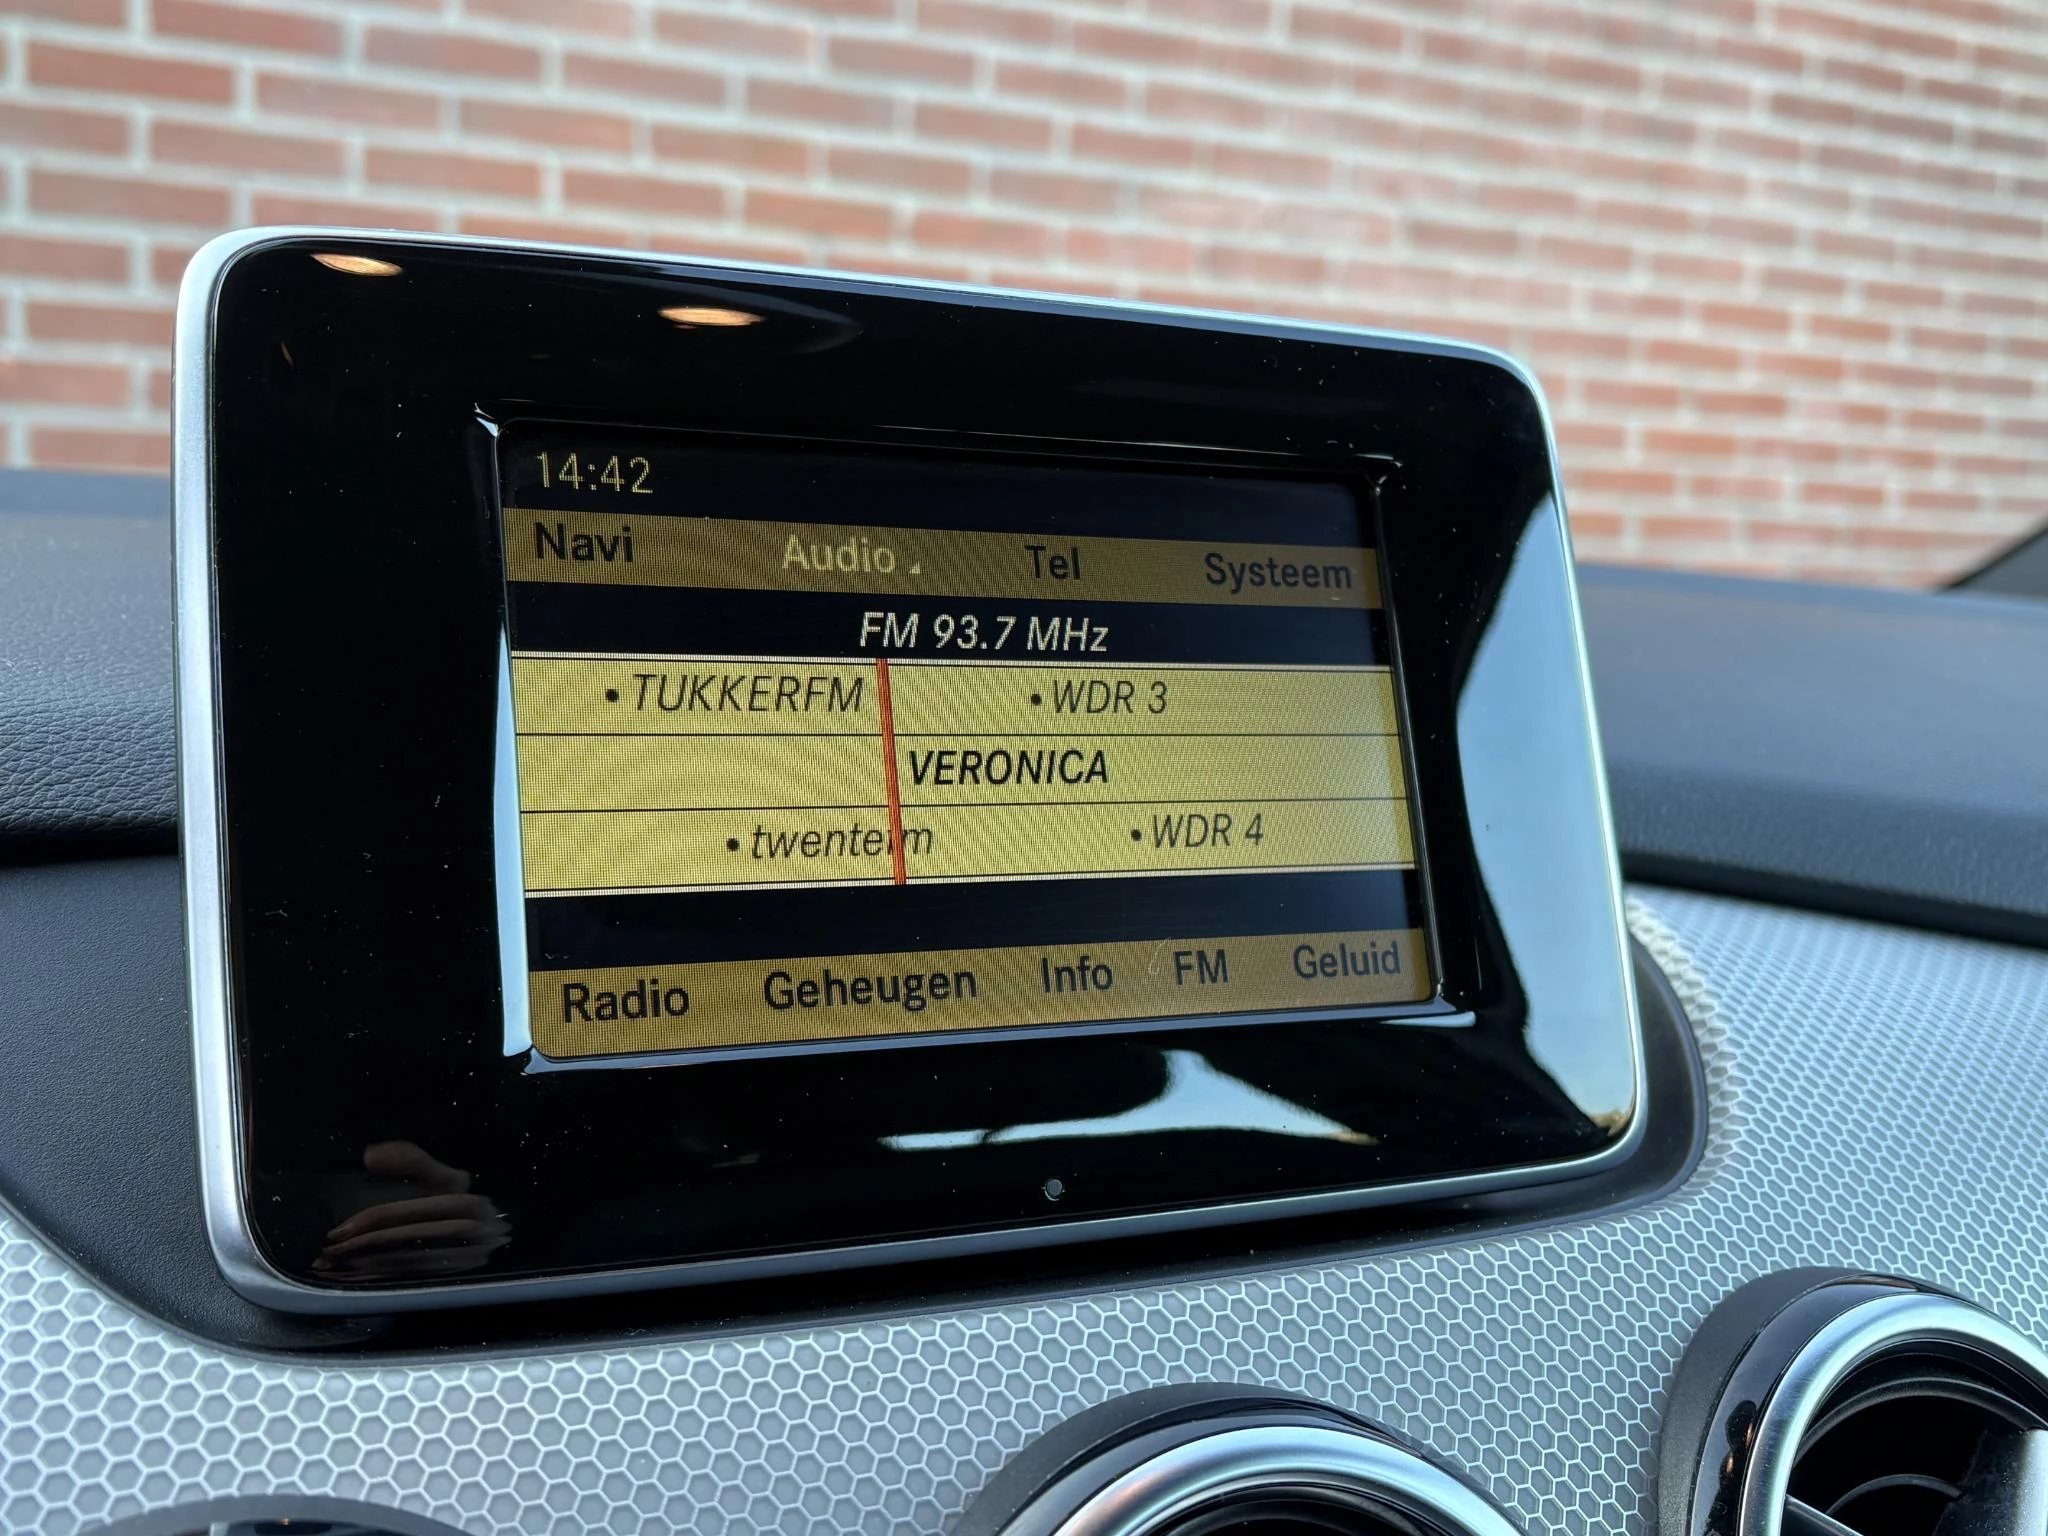 14:42
Navi Audio Tel Systeem
FM 93.7 MHz
•TUKKERFM •WDR 3
VERONICA
•twentefm •WDR 4
Radio Geheugen Info FM Geluid